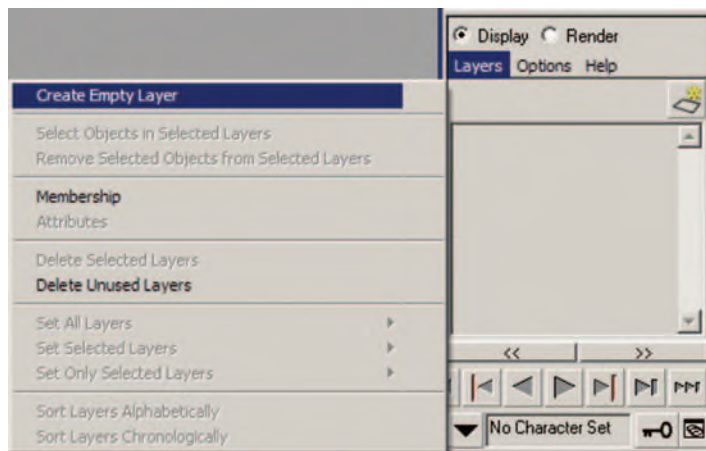 Display Render
Layers Options Help
Create Empty Layer
Select Objects in Selected Layers
Remove Selected Objects from Selected Layers
Membership
Attributes
Delete Selected Layers
Delete Unused Layers
Set All Layers
Set Selected Layers
Set Only Selected Layers
Sort Layers Alphabetically
Sort Layers Chronologically
<< >>
No Character Set